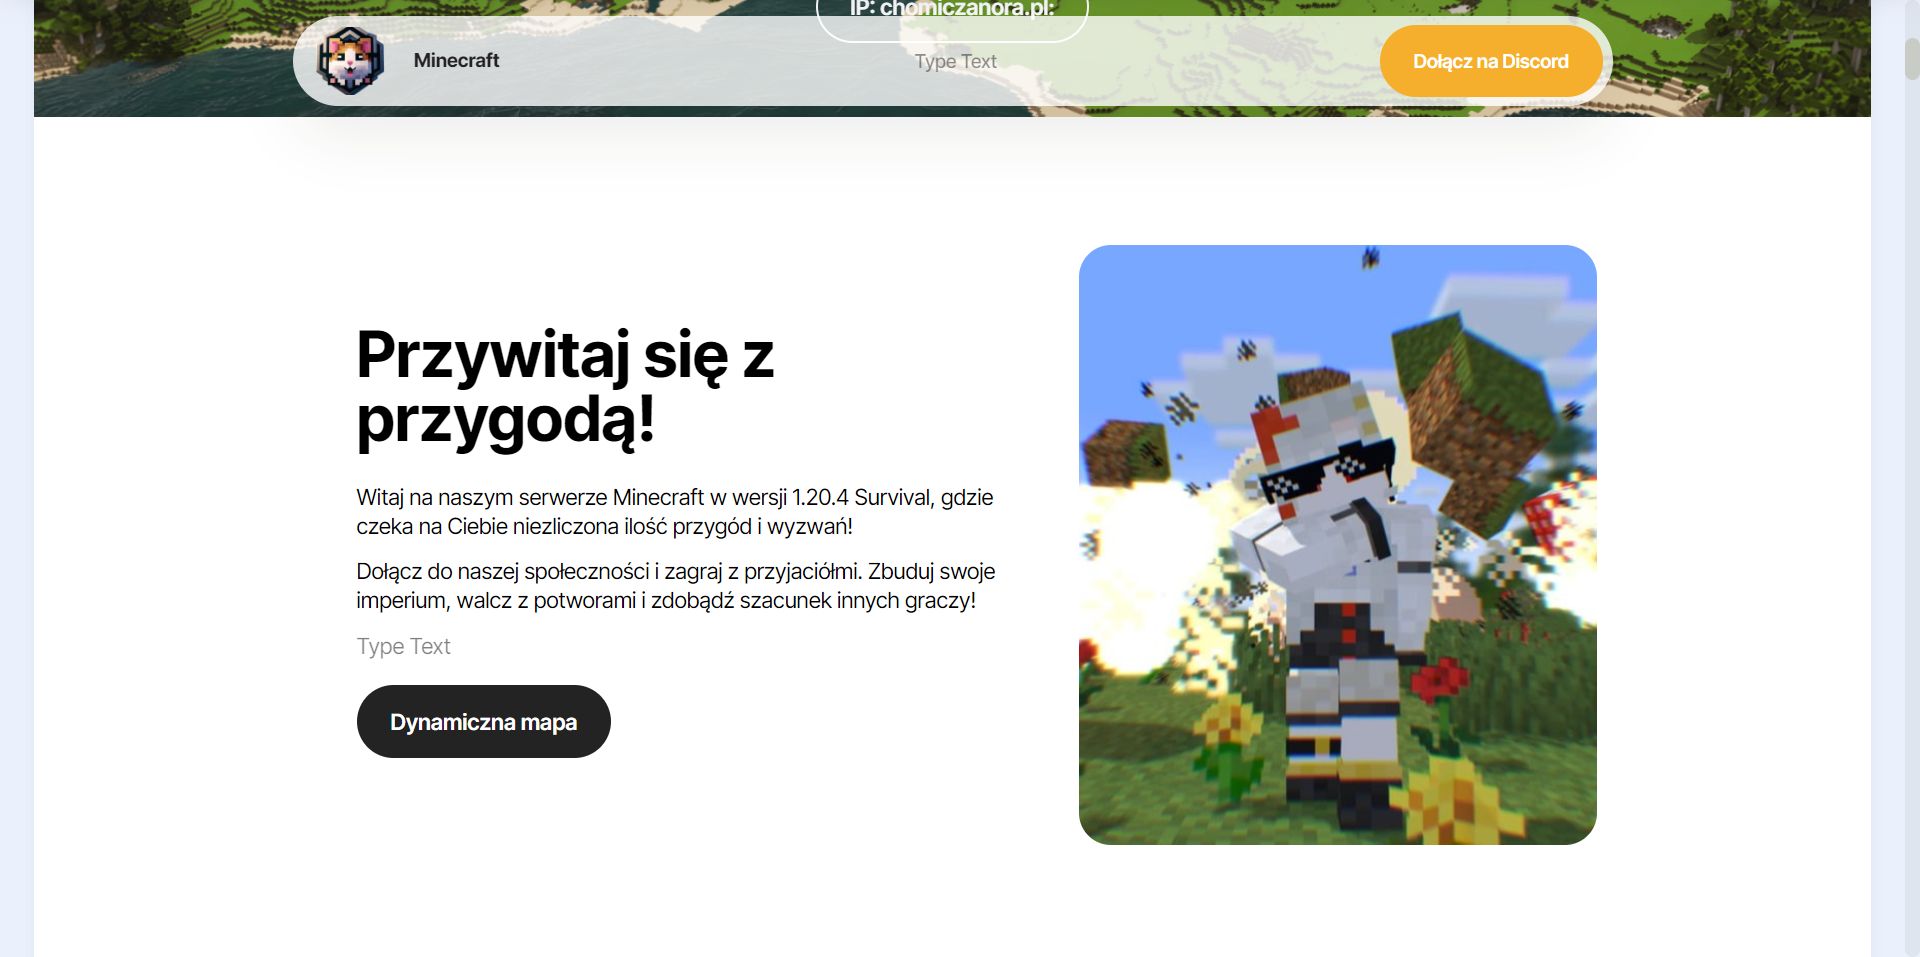 IP: chomiczanora.pl:
Minecraft
Type Text
Dołącz na Discord
Przywitaj się z
przygodą!
Witaj na naszym serwerze Minecraft w wersji 1.20.4 Survival, gdzie
czeka na Ciebie niezliczona ilość przygód i wyzwań!
Dołącz do naszej społeczności i zagraj z przyjaciółmi. Zbuduj swoje
imperium, walcz z potworami i zdobądź szacunek innych graczy!
Type Text
Dynamiczna mapa